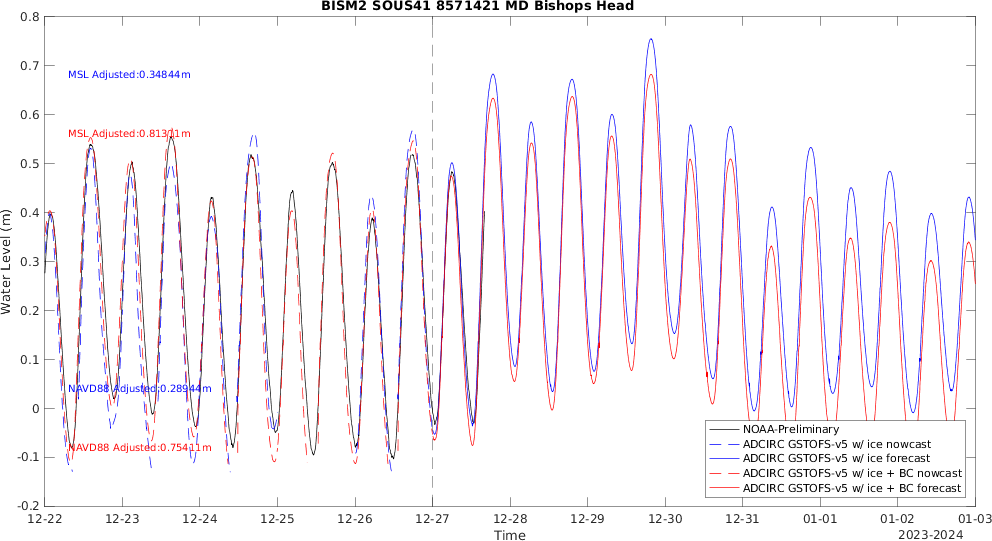 BISM2 SOUS41 8571421 MD Bishops Head
0.8
0.7
0.6
0.5
0.4
0.3
0.2
0.1
0
-0.1
-0.2
Water Level (m)
MSL Adjusted:0.34844m
MSL Adjusted:0.81311m
NAVD88 Adjusted:0.28944m
NAVD88 Adjusted:0.75411m
NOAA-Preliminary
ADCIRC GSTOFS-v5 w/ ice nowcast
ADCIRC GSTOFS-v5 w/ ice forecast
ADCIRC GSTOFS-v5 w/ ice + BC nowcast
ADCIRC GSTOFS-v5 w/ ice + BC forecast
12-22 12-23 12-24 12-25 12-26 12-27 12-28 12-29 12-30 12-31 01-01 01-02 01-03
Time
2023-2024